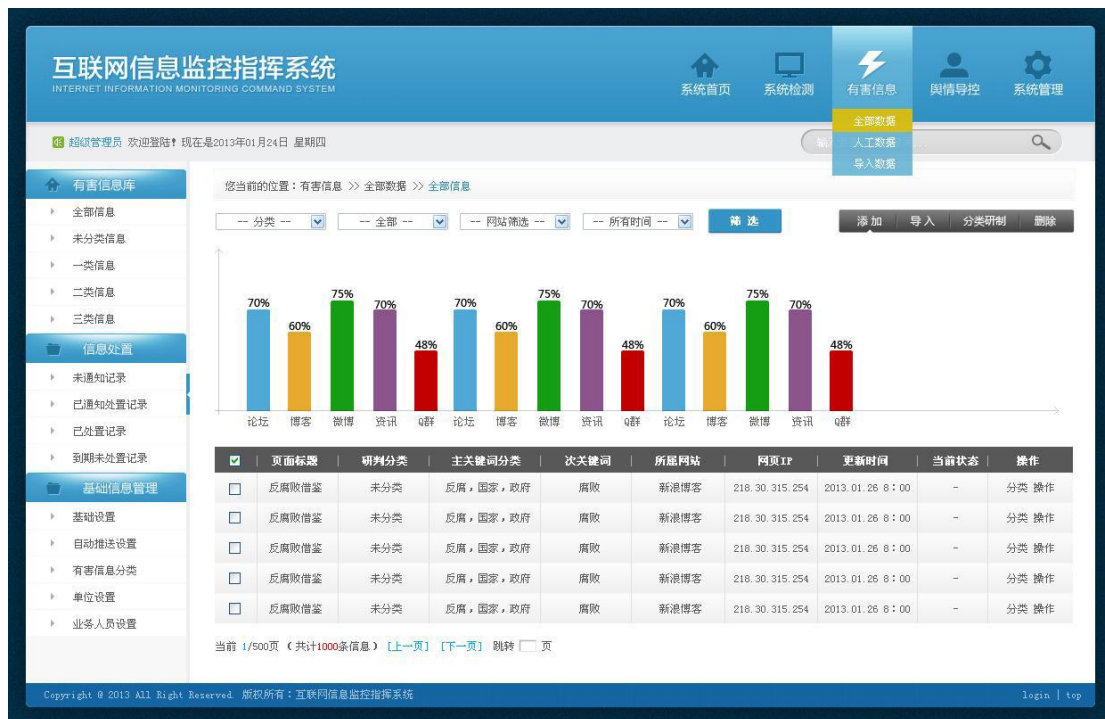 互联网信息监控指挥系统
INTERNET INFORMATION MONITORING COMMAND SYSTEM
系统首页 系统检测 有害信息 舆情导控 系统管理
全部数据
人工数据
导入数据
超级管理员 欢迎登陆! 现在是2013年01月24日 星期四
有害信息库
全部信息
未分类信息
一类信息
二类信息
三类信息
信息处置
未通知记录
已通知处置记录
已处置记录
到期未处置记录
基础信息管理
基础设置
自动推送设置
有害信息分类
单位设置
业务人员设置
您当前的位置:有害信息 >> 全部数据 >> 全部信息
-- 分类 -- -- 全部 -- -- 网站筛选 -- -- 所有时间 -- 筛 选 添 加 导 入 分类研制 删除
70% 60% 75% 70% 48% 70% 60% 75% 70% 48% 70% 60% 75% 70% 48%
论坛 博客 微博 资讯 Q群 论坛 博客 微博 资讯 Q群 论坛 博客 微博 资讯 Q群
页面标题 研判分类 主关键词分类 次关键词 所属网站 网页IP 更新时间 当前状态 操作
反腐败借鉴 未分类 反腐,国家,政府 腐败 新浪博客 218.30.315.254 2013.01.26 8:00 - 分类 操作
反腐败借鉴 未分类 反腐,国家,政府 腐败 新浪博客 218.30.315.254 2013.01.26 8:00 - 分类 操作
反腐败借鉴 未分类 反腐,国家,政府 腐败 新浪博客 218.30.315.254 2013.01.26 8:00 - 分类 操作
反腐败借鉴 未分类 反腐,国家,政府 腐败 新浪博客 218.30.315.254 2013.01.26 8:00 - 分类 操作
反腐败借鉴 未分类 反腐,国家,政府 腐败 新浪博客 218.30.315.254 2013.01.26 8:00 - 分类 操作
当前 1/500页 (共计1000条信息) [上一页] [下一页] 跳转 页
Copyright @ 2013 All Right Reserved. 版权所有:互联网信息监控指挥系统
login | top